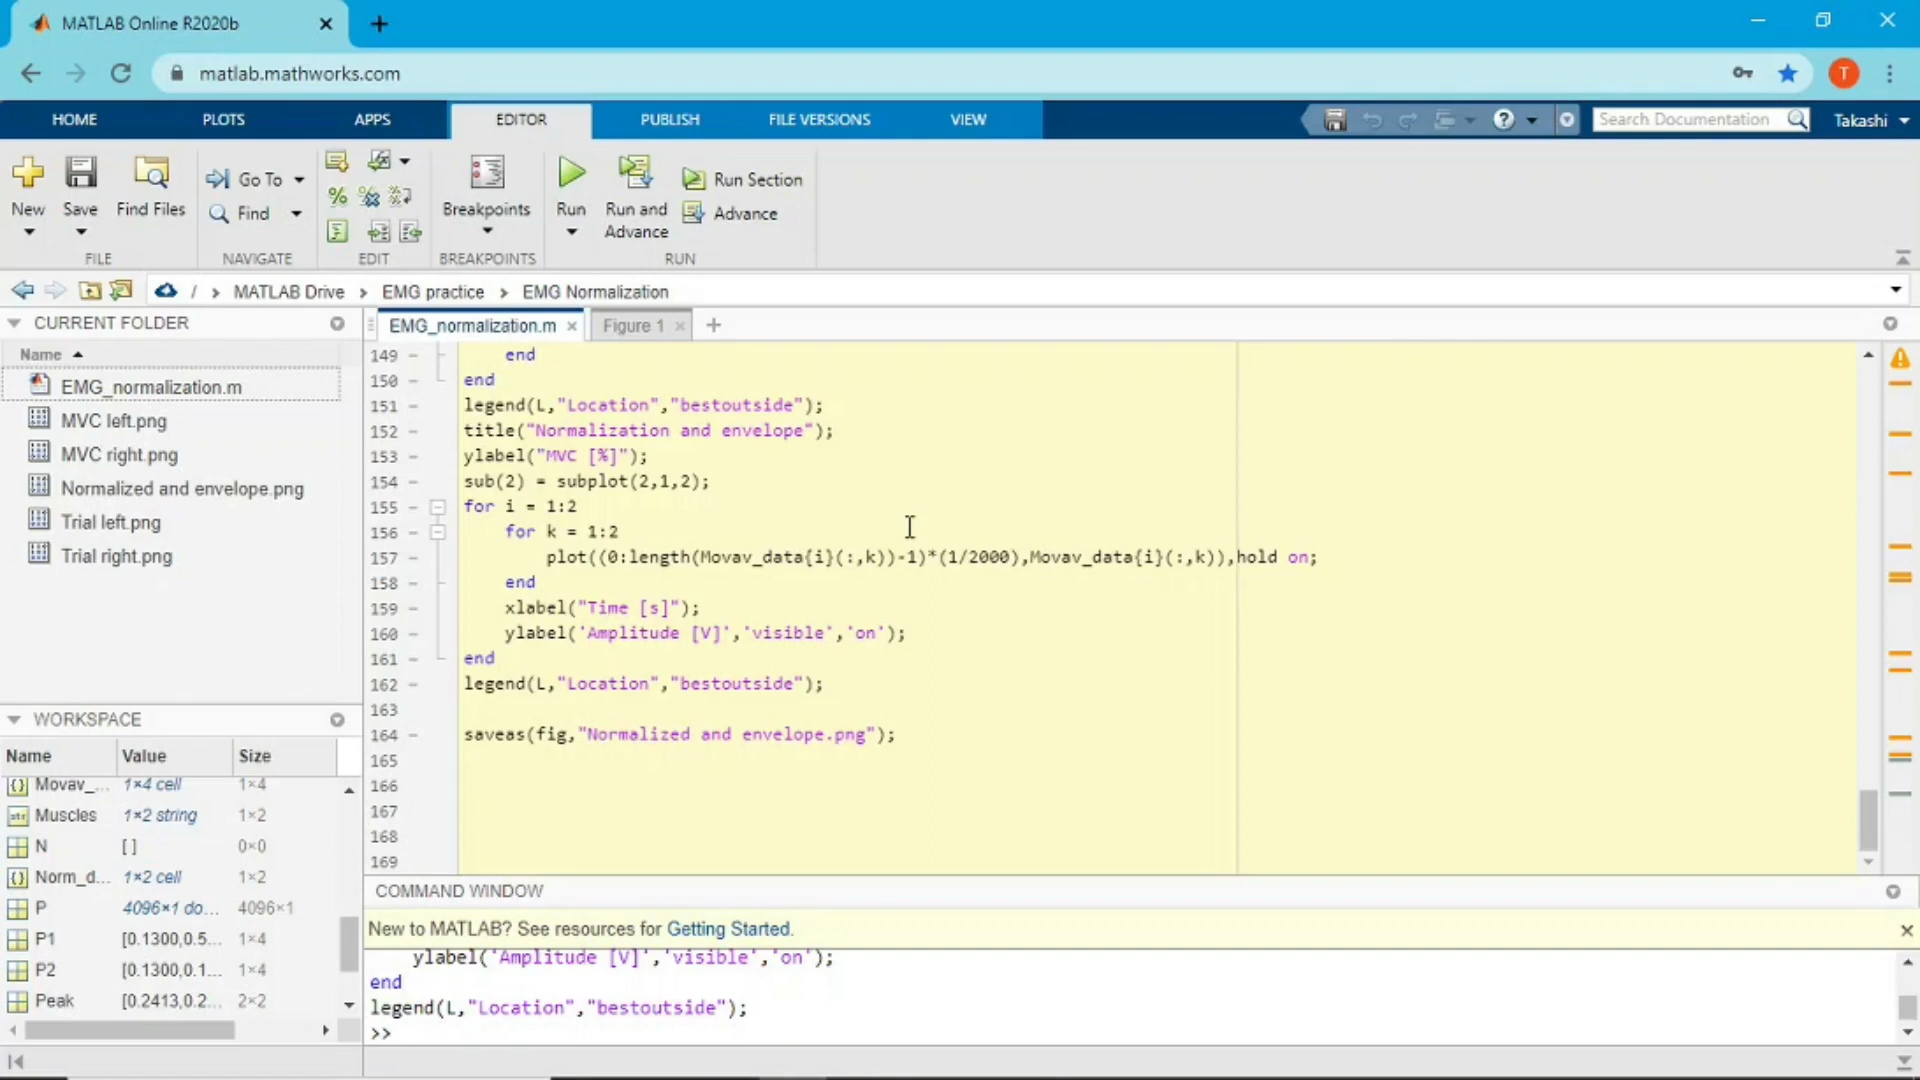 MATLAB Online R2020b
matlab.mathworks.com
T
HOME PLOTS APPS EDITOR PUBLISH FILE VERSIONS VIEW
Search Documentation
Takashi
New
Save
Find Files
Go To
Find
Breakpoints
Run
Run and
Advance
Run Section
Advance
FILE NAVIGATE EDIT BREAKPOINTS RUN
/ > MATLAB Drive > EMG practice > EMG Normalization
CURRENT FOLDER
Name
EMG_normalization.m
MVC left.png
MVC right.png
Normalized and envelope.png
Trial left.png
Trial right.png
WORKSPACE
Name Value Size
Movav_... 1×4 cell 1×4
Muscles 1×2 string 1×2
N [ ] 0×0
Norm_d... 1×2 cell 1×2
P 4096×1 do... 4096×1
P1 [0.1300,0.5... 1×4
P2 [0.1300,0.1... 1×4
Peak [0.2413,0.2... 2×2
EMG_normalization.m × Figure 1 × +
149 – end
150 – end
151 – legend(L,"Location","bestoutside");
152 – title("Normalization and envelope");
153 – ylabel("MVC [%]");
154 – sub(2) = subplot(2,1,2);
155 – for i = 1:2
156 – for k = 1:2
157 – plot((0:length(Movav_data{i}(:,k))-1)*(1/2000),Movav_data{i}(:,k)),hold on;
158 – end
159 – xlabel("Time [s]");
160 – ylabel('Amplitude [V]','visible','on');
161 – end
162 – legend(L,"Location","bestoutside");
163
164 – saveas(fig,"Normalized and envelope.png");
165
166
167
168
169
COMMAND WINDOW
New to MATLAB? See resources for Getting Started.
ylabel('Amplitude [V]','visible','on');
end
legend(L,"Location","bestoutside");
>>